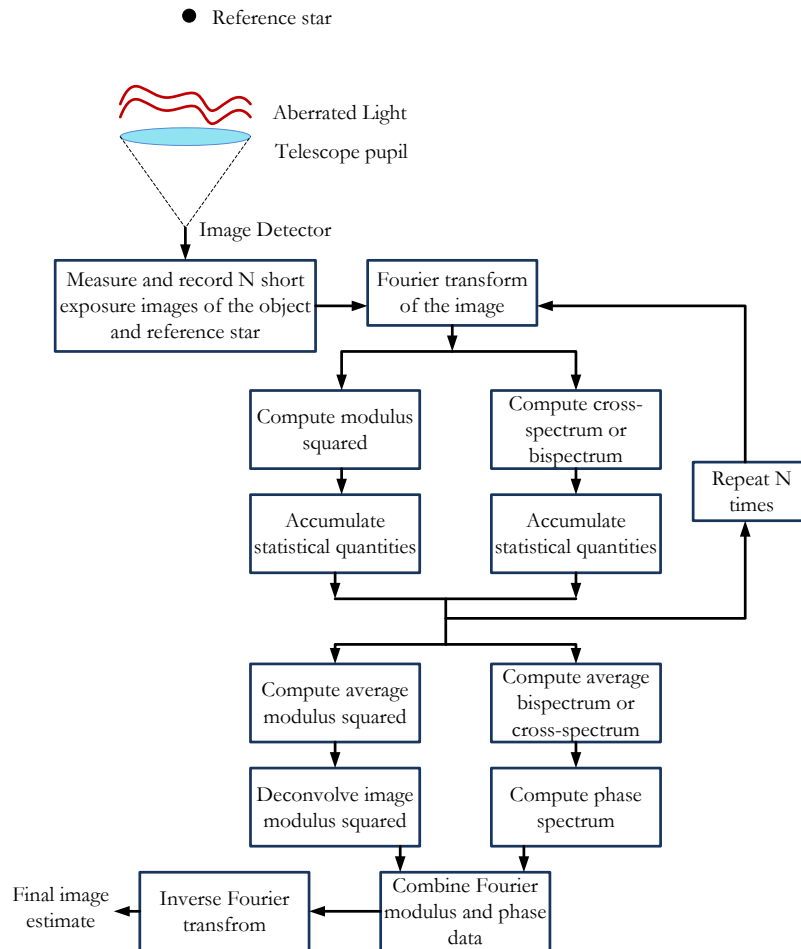 Reference star
Aberrated Light
Telescope pupil
Image Detector
Measure and record N short
exposure images of the object
and reference star
Fourier transform
of the image
Compute modulus
squared
Compute cross-
spectrum or
bispectrum
Repeat N
times
Accumulate
statistical quantities
Accumulate
statistical quantities
Compute average
modulus squared
Compute average
bispectrum or
cross-spectrum
Deconvolve image
modulus squared
Compute phase
spectrum
Combine Fourier
modulus and phase
data
Inverse Fourier
transfrom
Final image
estimate